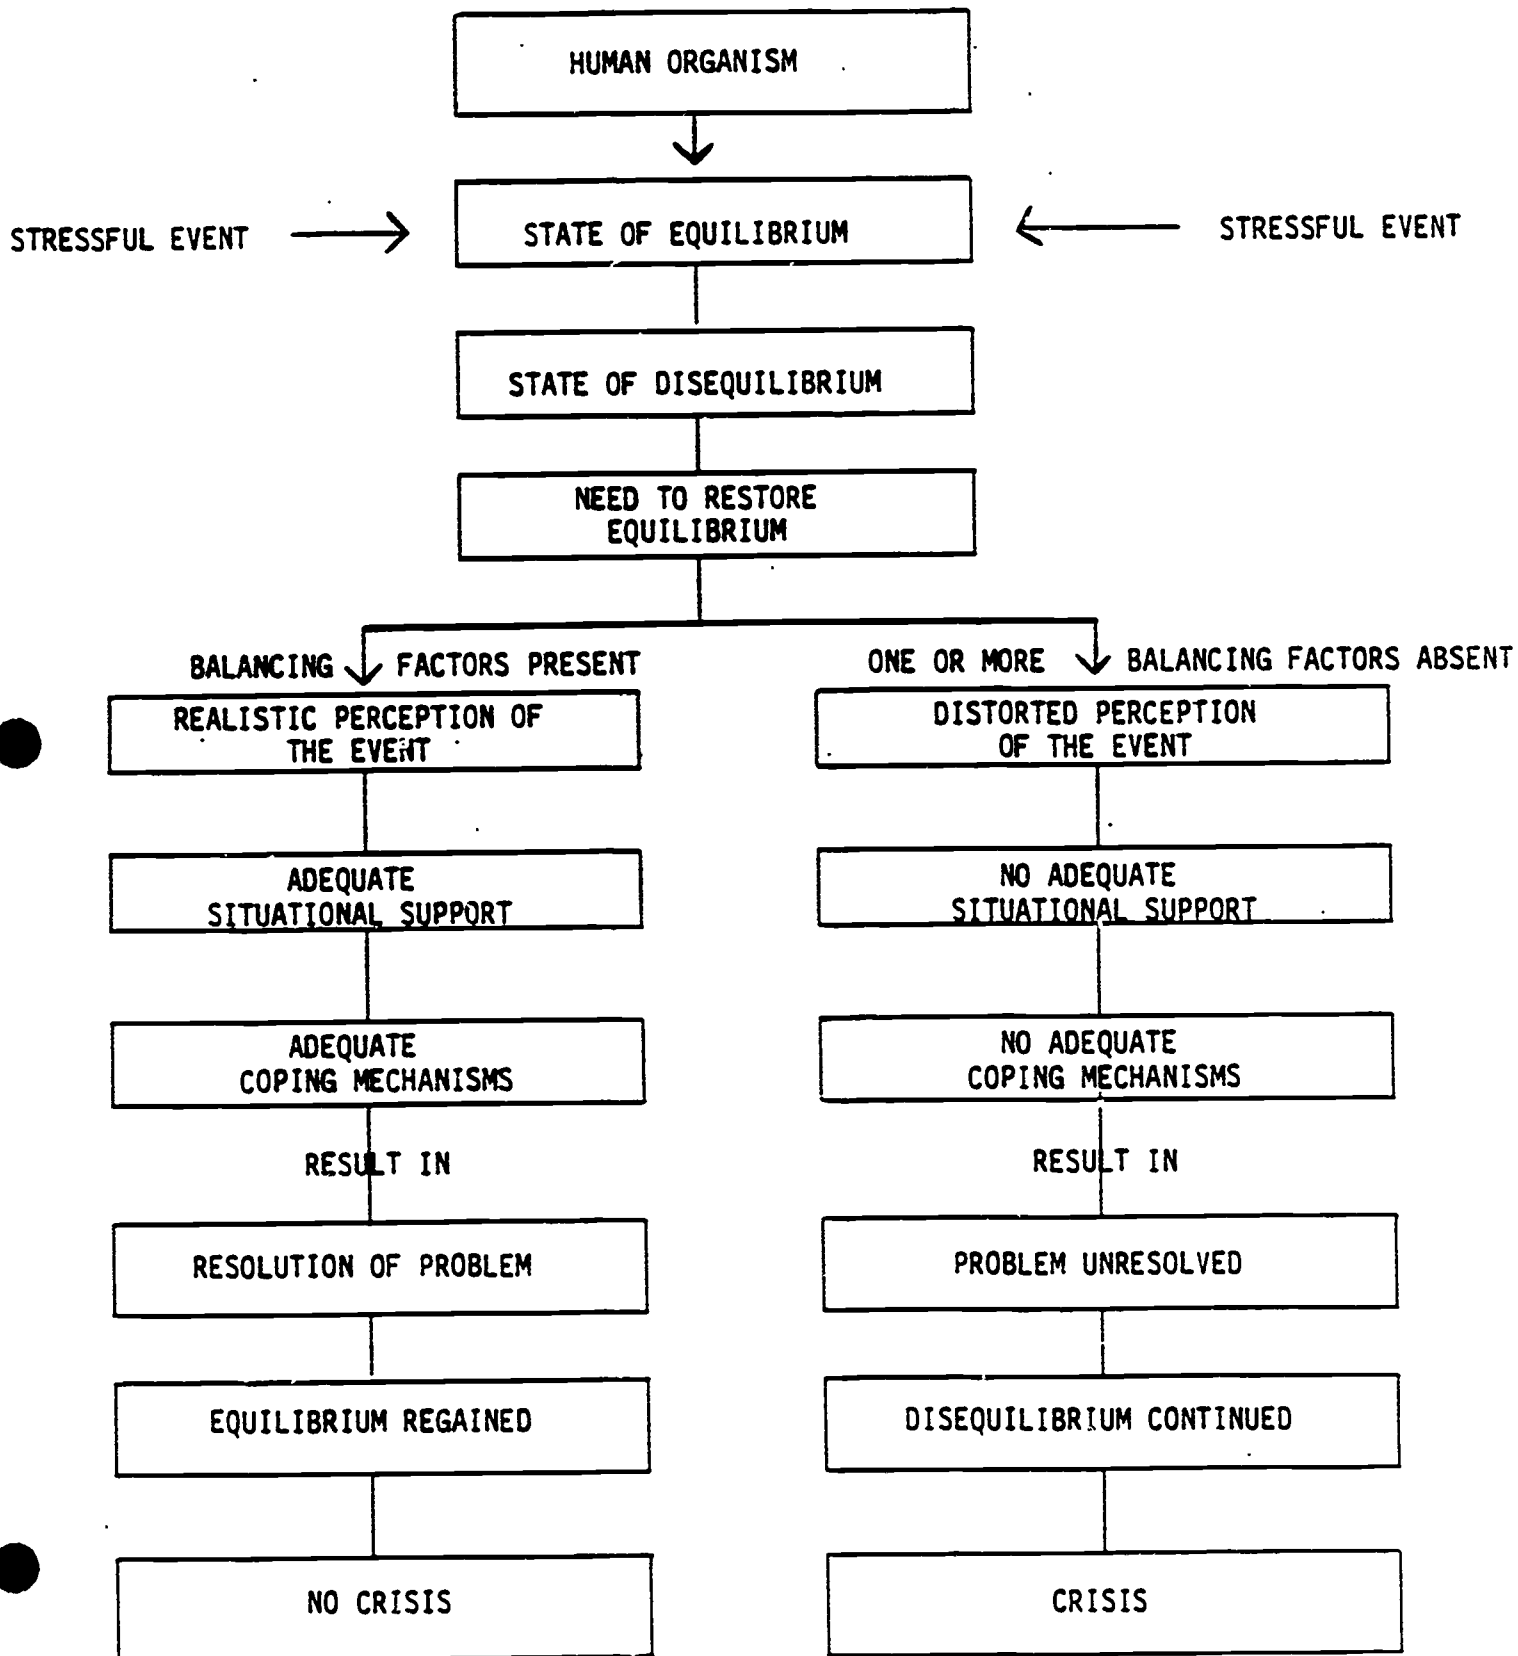 HUMAN ORGANISM
STRESSFUL EVENT
STATE OF EQUILIBRIUM
STRESSFUL EVENT
STATE OF DISEQUILIBRIUM
NEED TO RESTORE
EQUILIBRIUM
BALANCING FACTORS PRESENT
ONE OR MORE BALANCING FACTORS ABSENT
REALISTIC PERCEPTION OF
THE EVENT
DISTORTED PERCEPTION
OF THE EVENT
ADEQUATE
SITUATIONAL SUPPORT
NO ADEQUATE
SITUATIONAL SUPPORT
ADEQUATE
COPING MECHANISMS
NO ADEQUATE
COPING MECHANISMS
RESULT IN
RESULT IN
RESOLUTION OF PROBLEM
PROBLEM UNRESOLVED
EQUILIBRIUM REGAINED
DISEQUILIBRIUM CONTINUED
NO CRISIS
CRISIS